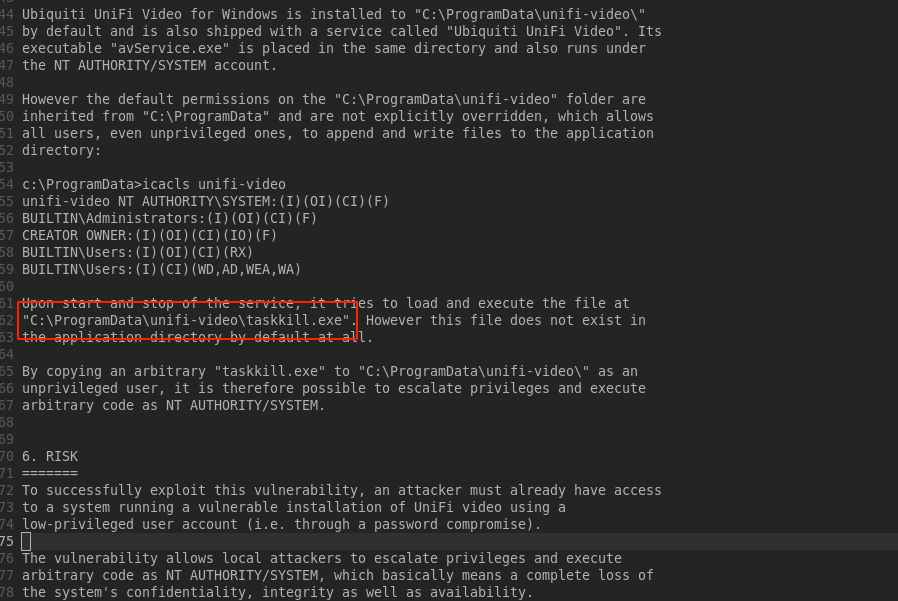 44 Ubiquiti UniFi Video for Windows is installed to "C:\ProgramData\unifi-video\"
45 by default and is also shipped with a service called "Ubiquiti UniFi Video". Its
46 executable "avService.exe" is placed in the same directory and also runs under
47 the NT AUTHORITY/SYSTEM account.
48
49 However the default permissions on the "C:\ProgramData\unifi-video" folder are
50 inherited from "C:\ProgramData" and are not explicitly overridden, which allows
51 all users, even unprivileged ones, to append and write files to the application
52 directory:
53
54 c:\ProgramData>icacls unifi-video
55 unifi-video NT AUTHORITY\SYSTEM:(I)(OI)(CI)(F)
56 BUILTIN\Administrators:(I)(OI)(CI)(F)
57 CREATOR OWNER:(I)(OI)(CI)(IO)(F)
58 BUILTIN\Users:(I)(OI)(CI)(RX)
59 BUILTIN\Users:(I)(CI)(WD,AD,WEA,WA)
60
61 Upon start and stop of the service, it tries to load and execute the file at
62 "C:\ProgramData\unifi-video\taskkill.exe". However this file does not exist in
63 the application directory by default at all.
64
65 By copying an arbitrary "taskkill.exe" to "C:\ProgramData\unifi-video\" as an
66 unprivileged user, it is therefore possible to escalate privileges and execute
67 arbitrary code as NT AUTHORITY/SYSTEM.
68
69
70 6. RISK
71 =======
72 To successfully exploit this vulnerability, an attacker must already have access
73 to a system running a vulnerable installation of UniFi video using a
74 low-privileged user account (i.e. through a password compromise).
75
76 The vulnerability allows local attackers to escalate privileges and execute
77 arbitrary code as NT AUTHORITY/SYSTEM, which basically means a complete loss of
78 the system's confidentiality, integrity as well as availability.